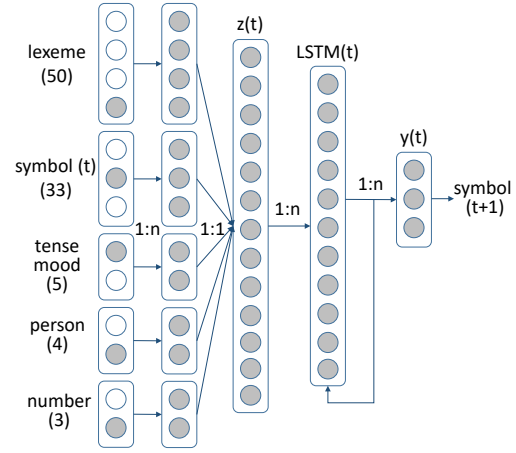 z(t)
LSTM(t)
lexeme
(50)
y(t)
symbol (t)
(33)
1:n
symbol
(t+1)
1:n
1:n
1:1
tense
mood
(5)
person
(4)
number
(3)